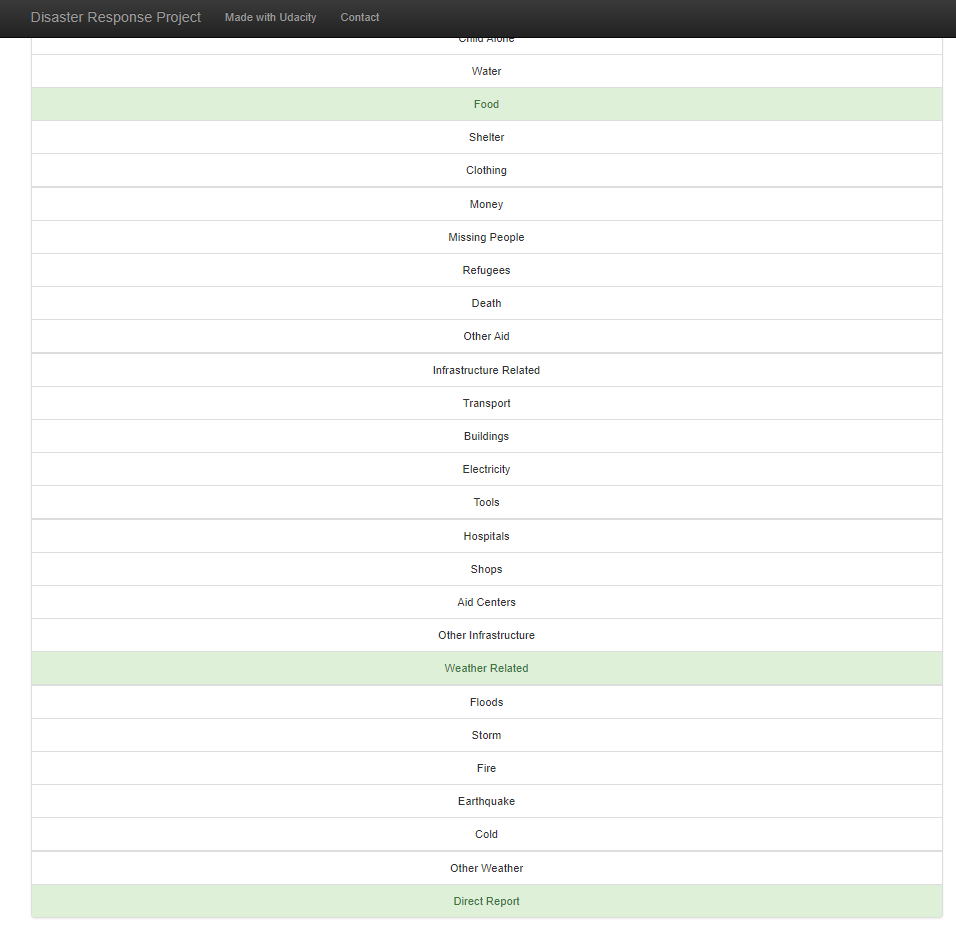 Disaster Response Project Made with Udacity Contact
Child Alone
Water
Food
Shelter
Clothing
Money
Missing People
Refugees
Death
Other Aid
Infrastructure Related
Transport
Buildings
Electricity
Tools
Hospitals
Shops
Aid Centers
Other Infrastructure
Weather Related
Floods
Storm
Fire
Earthquake
Cold
Other Weather
Direct Report